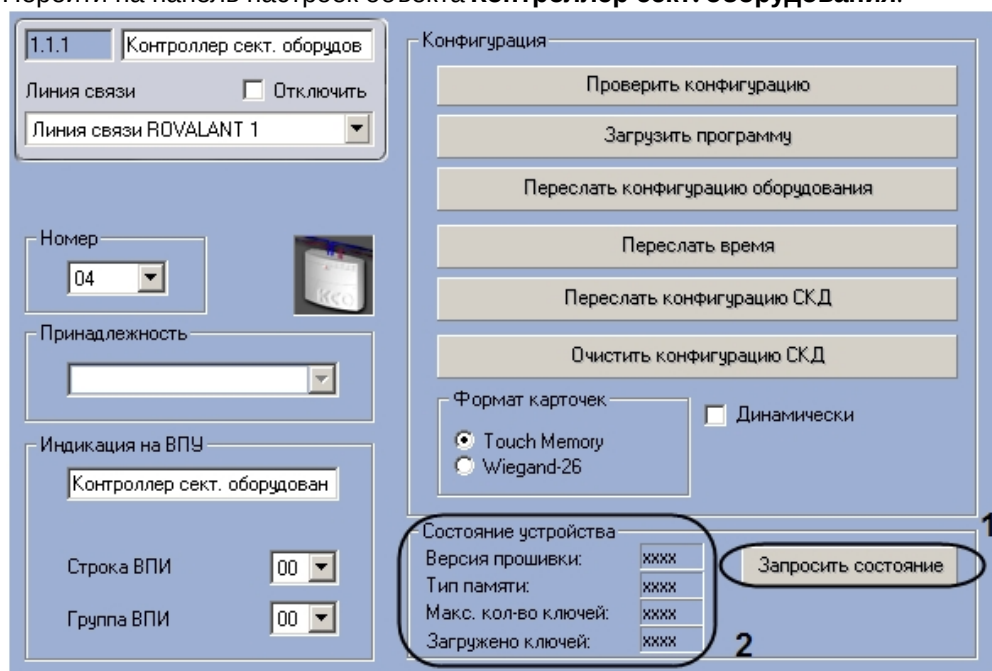 Перейти на панель настроек объекта Контроллер сект. оборудования.
1.1.1 Контроллер сект. оборудов
Линия связи Отключить
Линия связи ROVALANT 1
Номер
04
КСО
Принадлежность
Индикация на ВПУ
Контроллер сект. оборудован
Строка ВПИ 00
Группа ВПИ 00
Конфигурация
Проверить конфигурацию
Загрузить программу
Переслать конфигурацию оборудования
Переслать время
Переслать конфигурацию СКД
Очистить конфигурацию СКД
Формат карточек
Touch Memory
Wiegand-26
Динамически
Состояние устройства
Версия прошивки: xxxx
Тип памяти: xxxx
Макс. кол-во ключей: xxxx
Загружено ключей: xxxx
2
1
Запросить состояние